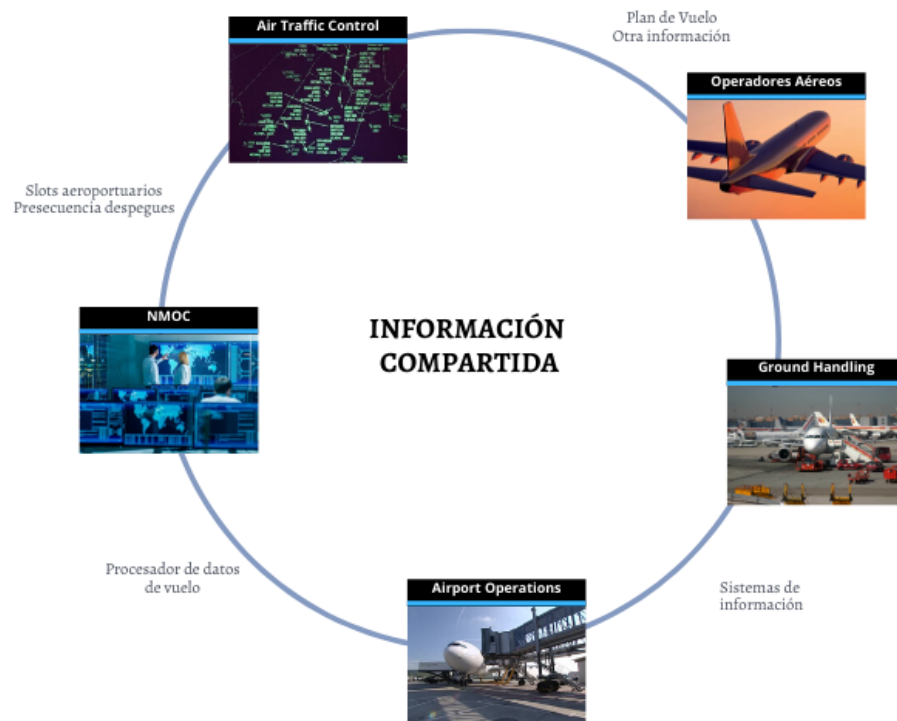 Air Traffic Control
Plan de Vuelo
Otra información
Operadores Aéreos
Slots aeroportuarios
Presecuencia despegues
NMOC
INFORMACIÓN
COMPARTIDA
Ground Handling
Procesador de datos
de vuelo
Airport Operations
Sistemas de
información